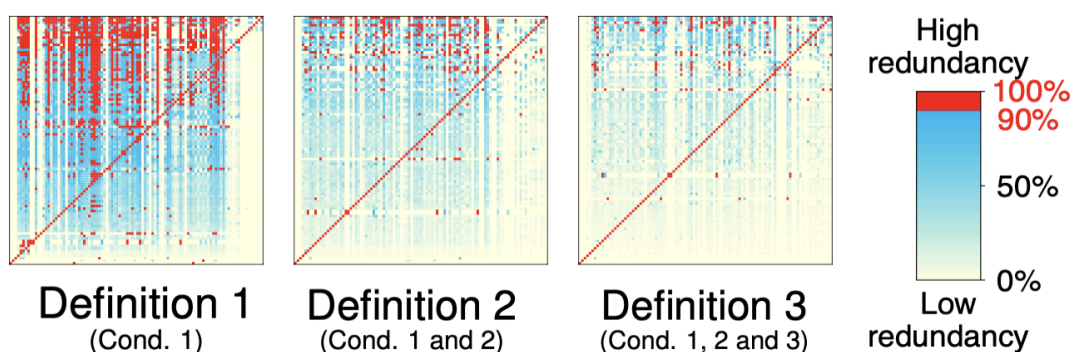 High
redundancy
100%
90%
50%
0%
Low
redundancy
Definition 1
(Cond. 1)
Definition 2
(Cond. 1 and 2)
Definition 3
(Cond. 1, 2 and 3)